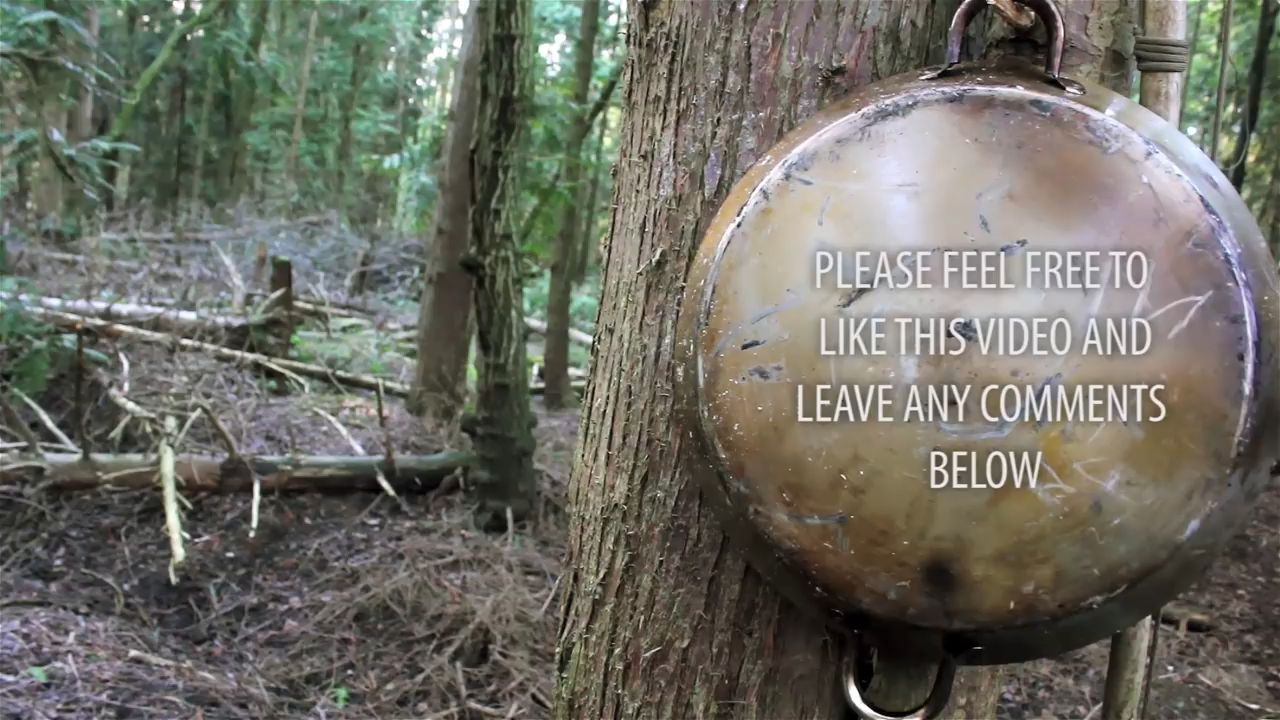 PLEASE FEEL FREE TO
LIKE THIS VIDEO AND
LEAVE ANY COMMENTS
BELOW